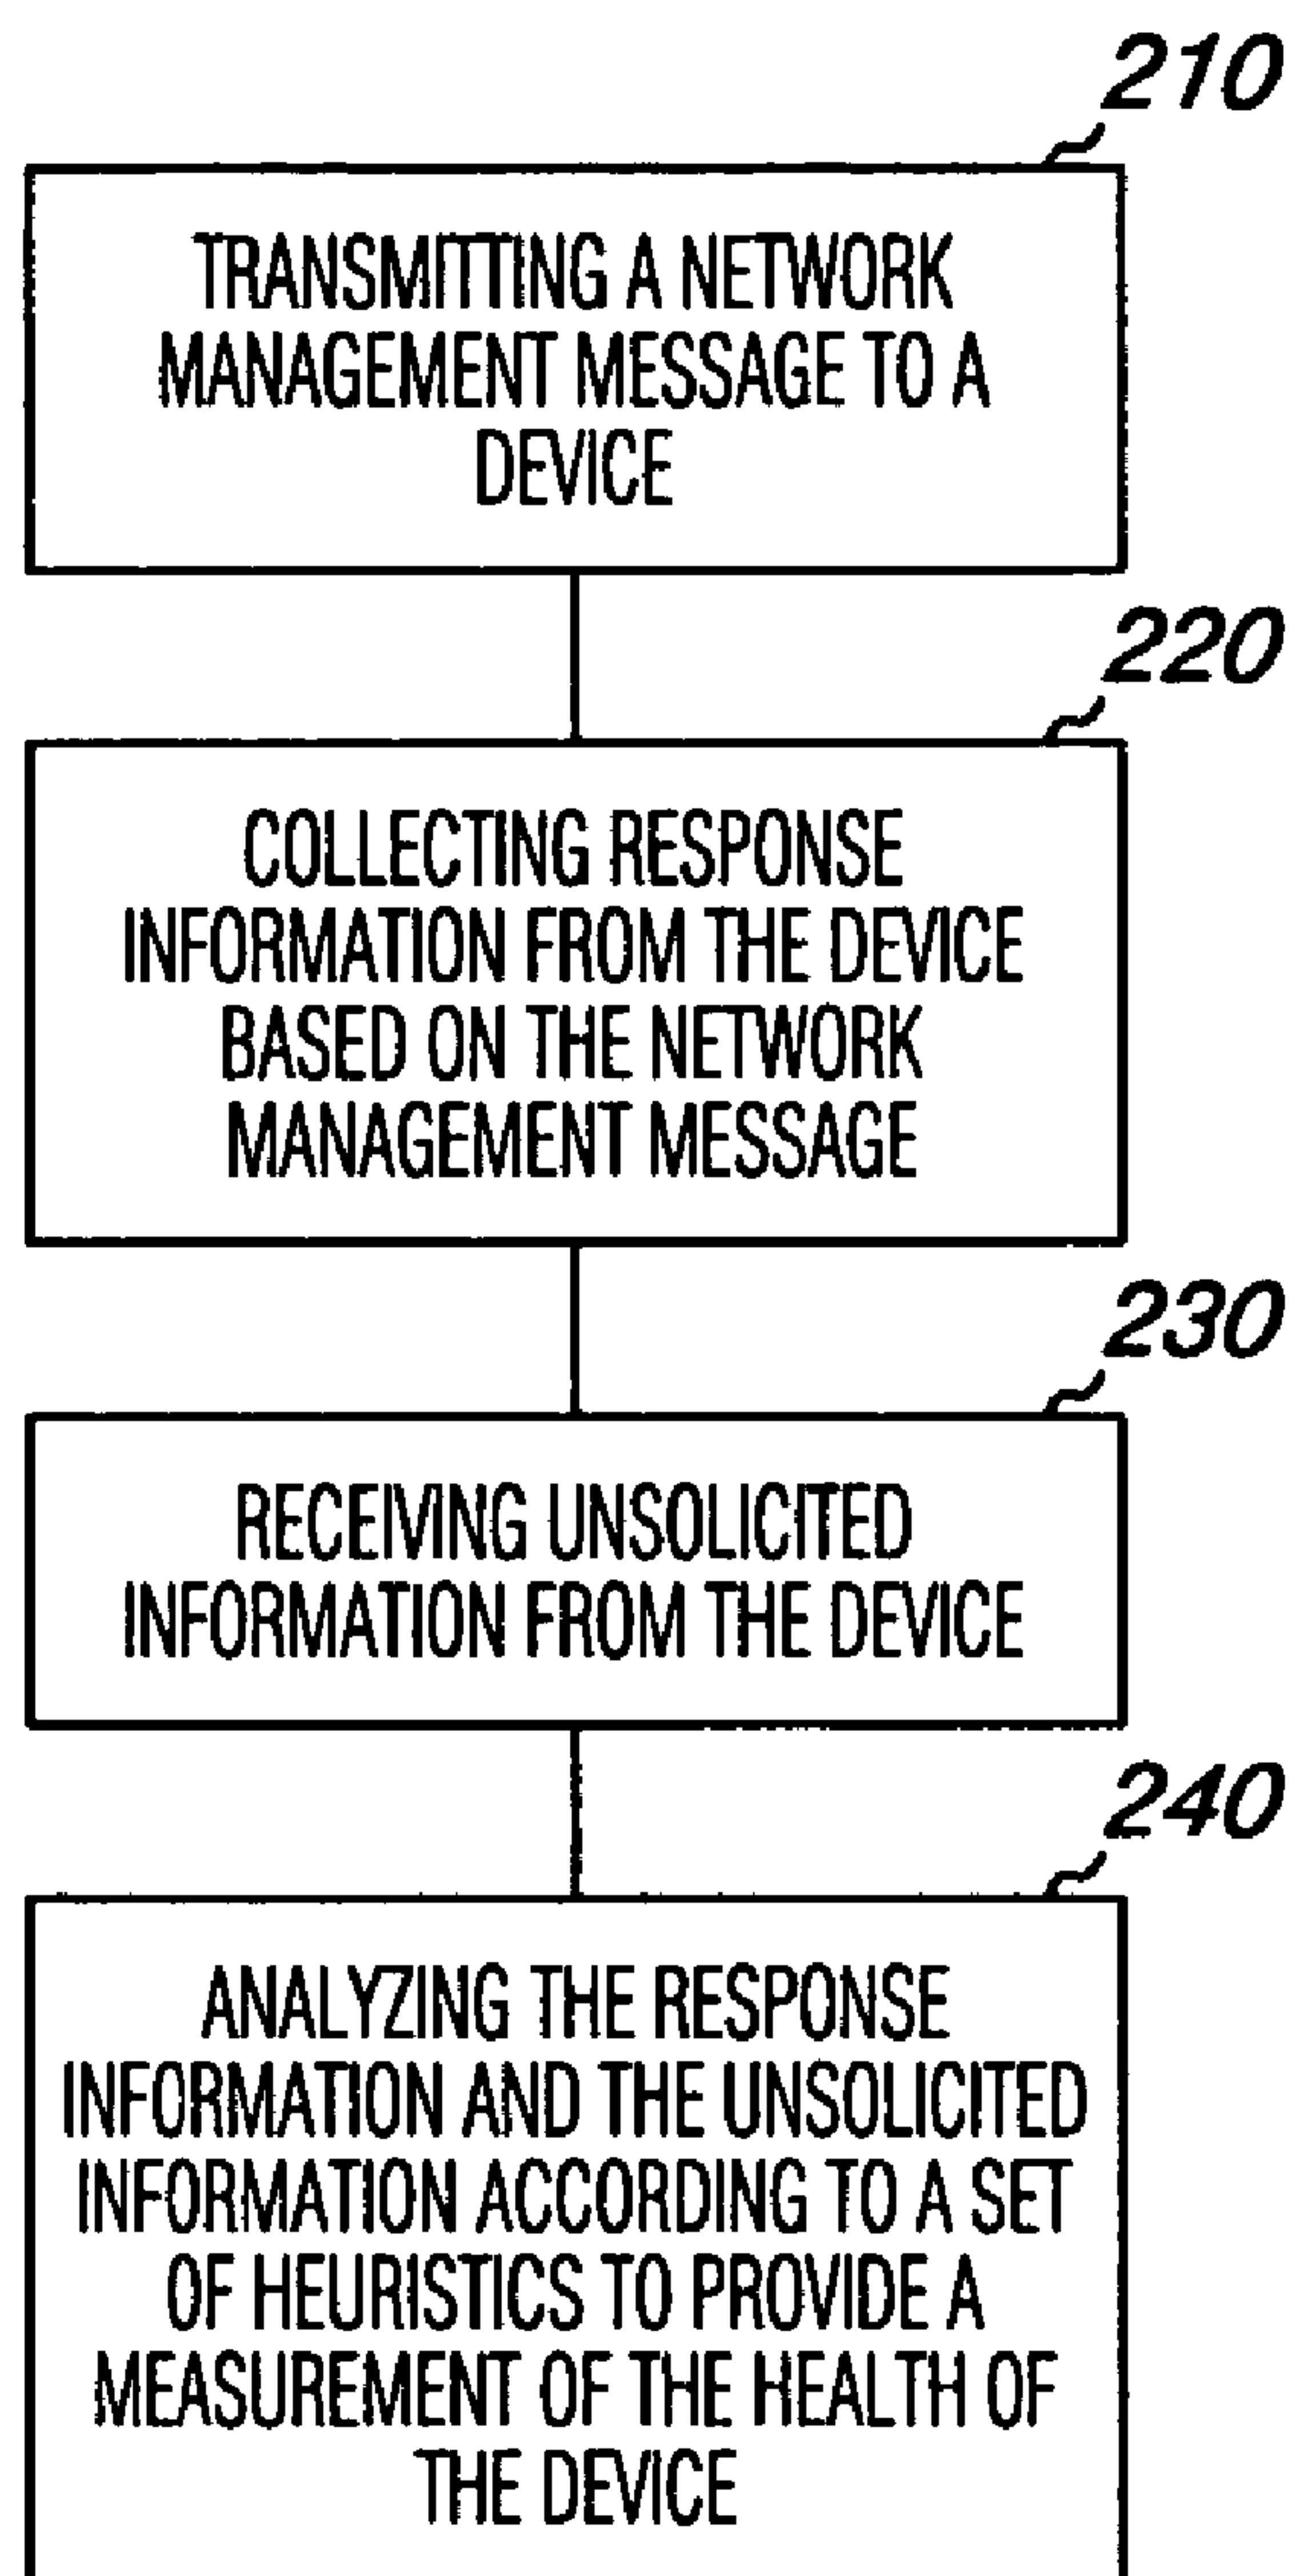 210
TRANSMITTING A NETWORK
MANAGEMENT MESSAGE TO A
DEVICE
220
COLLECTING RESPONSE
INFORMATION FROM THE DEVICE
BASED ON THE NETWORK
MANAGEMENT MESSAGE
230
RECEIVING UNSOLICITED
INFORMATION FROM THE DEVICE
240
ANALYZING THE RESPONSE
INFORMATION AND THE UNSOLICITED
INFORMATION ACCORDING TO A SET
OF HEURISTICS TO PROVIDE A
MEASUREMENT OF THE HEALTH OF
THE DEVICE